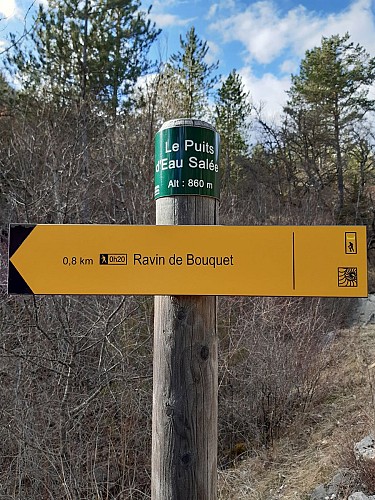 Le Puits
d'Eau Salée
Alt : 860 m
0,8 km 0h20 Ravin de Bouquet